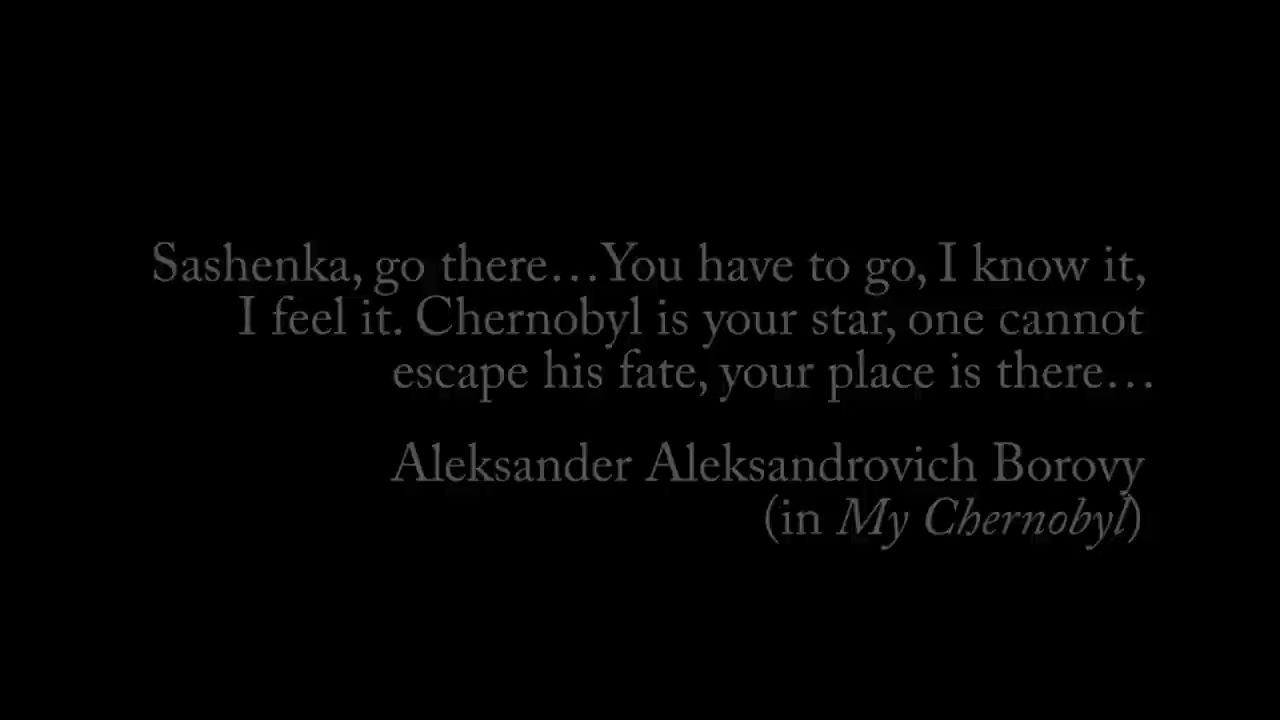 Sashenka, go there…You have to go, I know it,
I feel it. Chernobyl is your star, one cannot
escape his fate, your place is there…
Aleksander Aleksandrovich Borovy
(in My Chernobyl)